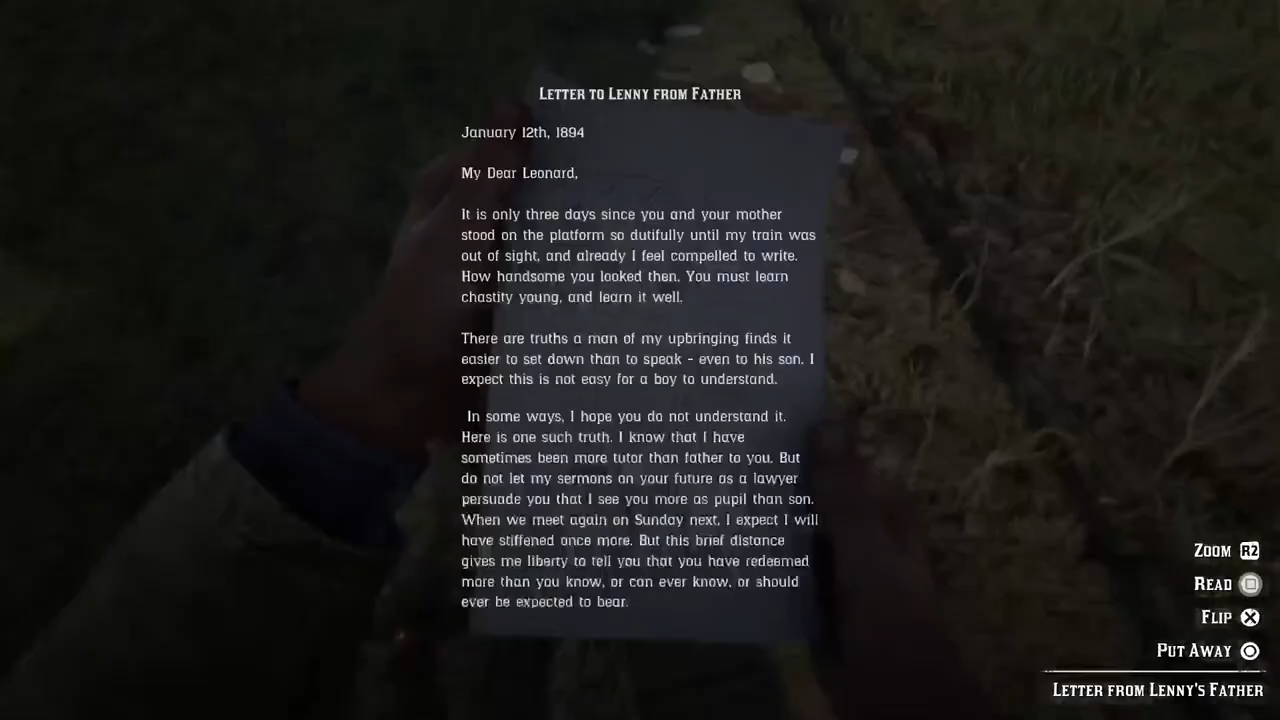 Letter to Lenny from Father
January 12th, 1894
My Dear Leonard,
It is only three days since you and your mother
stood on the platform so dutifully until my train was
out of sight, and already I feel compelled to write.
How handsome you looked then. You must learn
chastity young, and learn it well.
There are truths a man of my upbringing finds it
easier to set down than to speak - even to his son. I
expect this is not easy for a boy to understand.
In some ways, I hope you do not understand it.
Here is one such truth. I know that I have
sometimes been more tutor than father to you. But
do not let my sermons on your future as a lawyer
persuade you that I see you more as pupil than son.
When we meet again on Sunday next, I expect I will
have stiffened once more. But this brief distance
gives me liberty to tell you that you have redeemed
more than you know, or can ever know, or should
ever be expected to bear.
Zoom R2
Read
Flip
Put Away
Letter from Lenny's Father